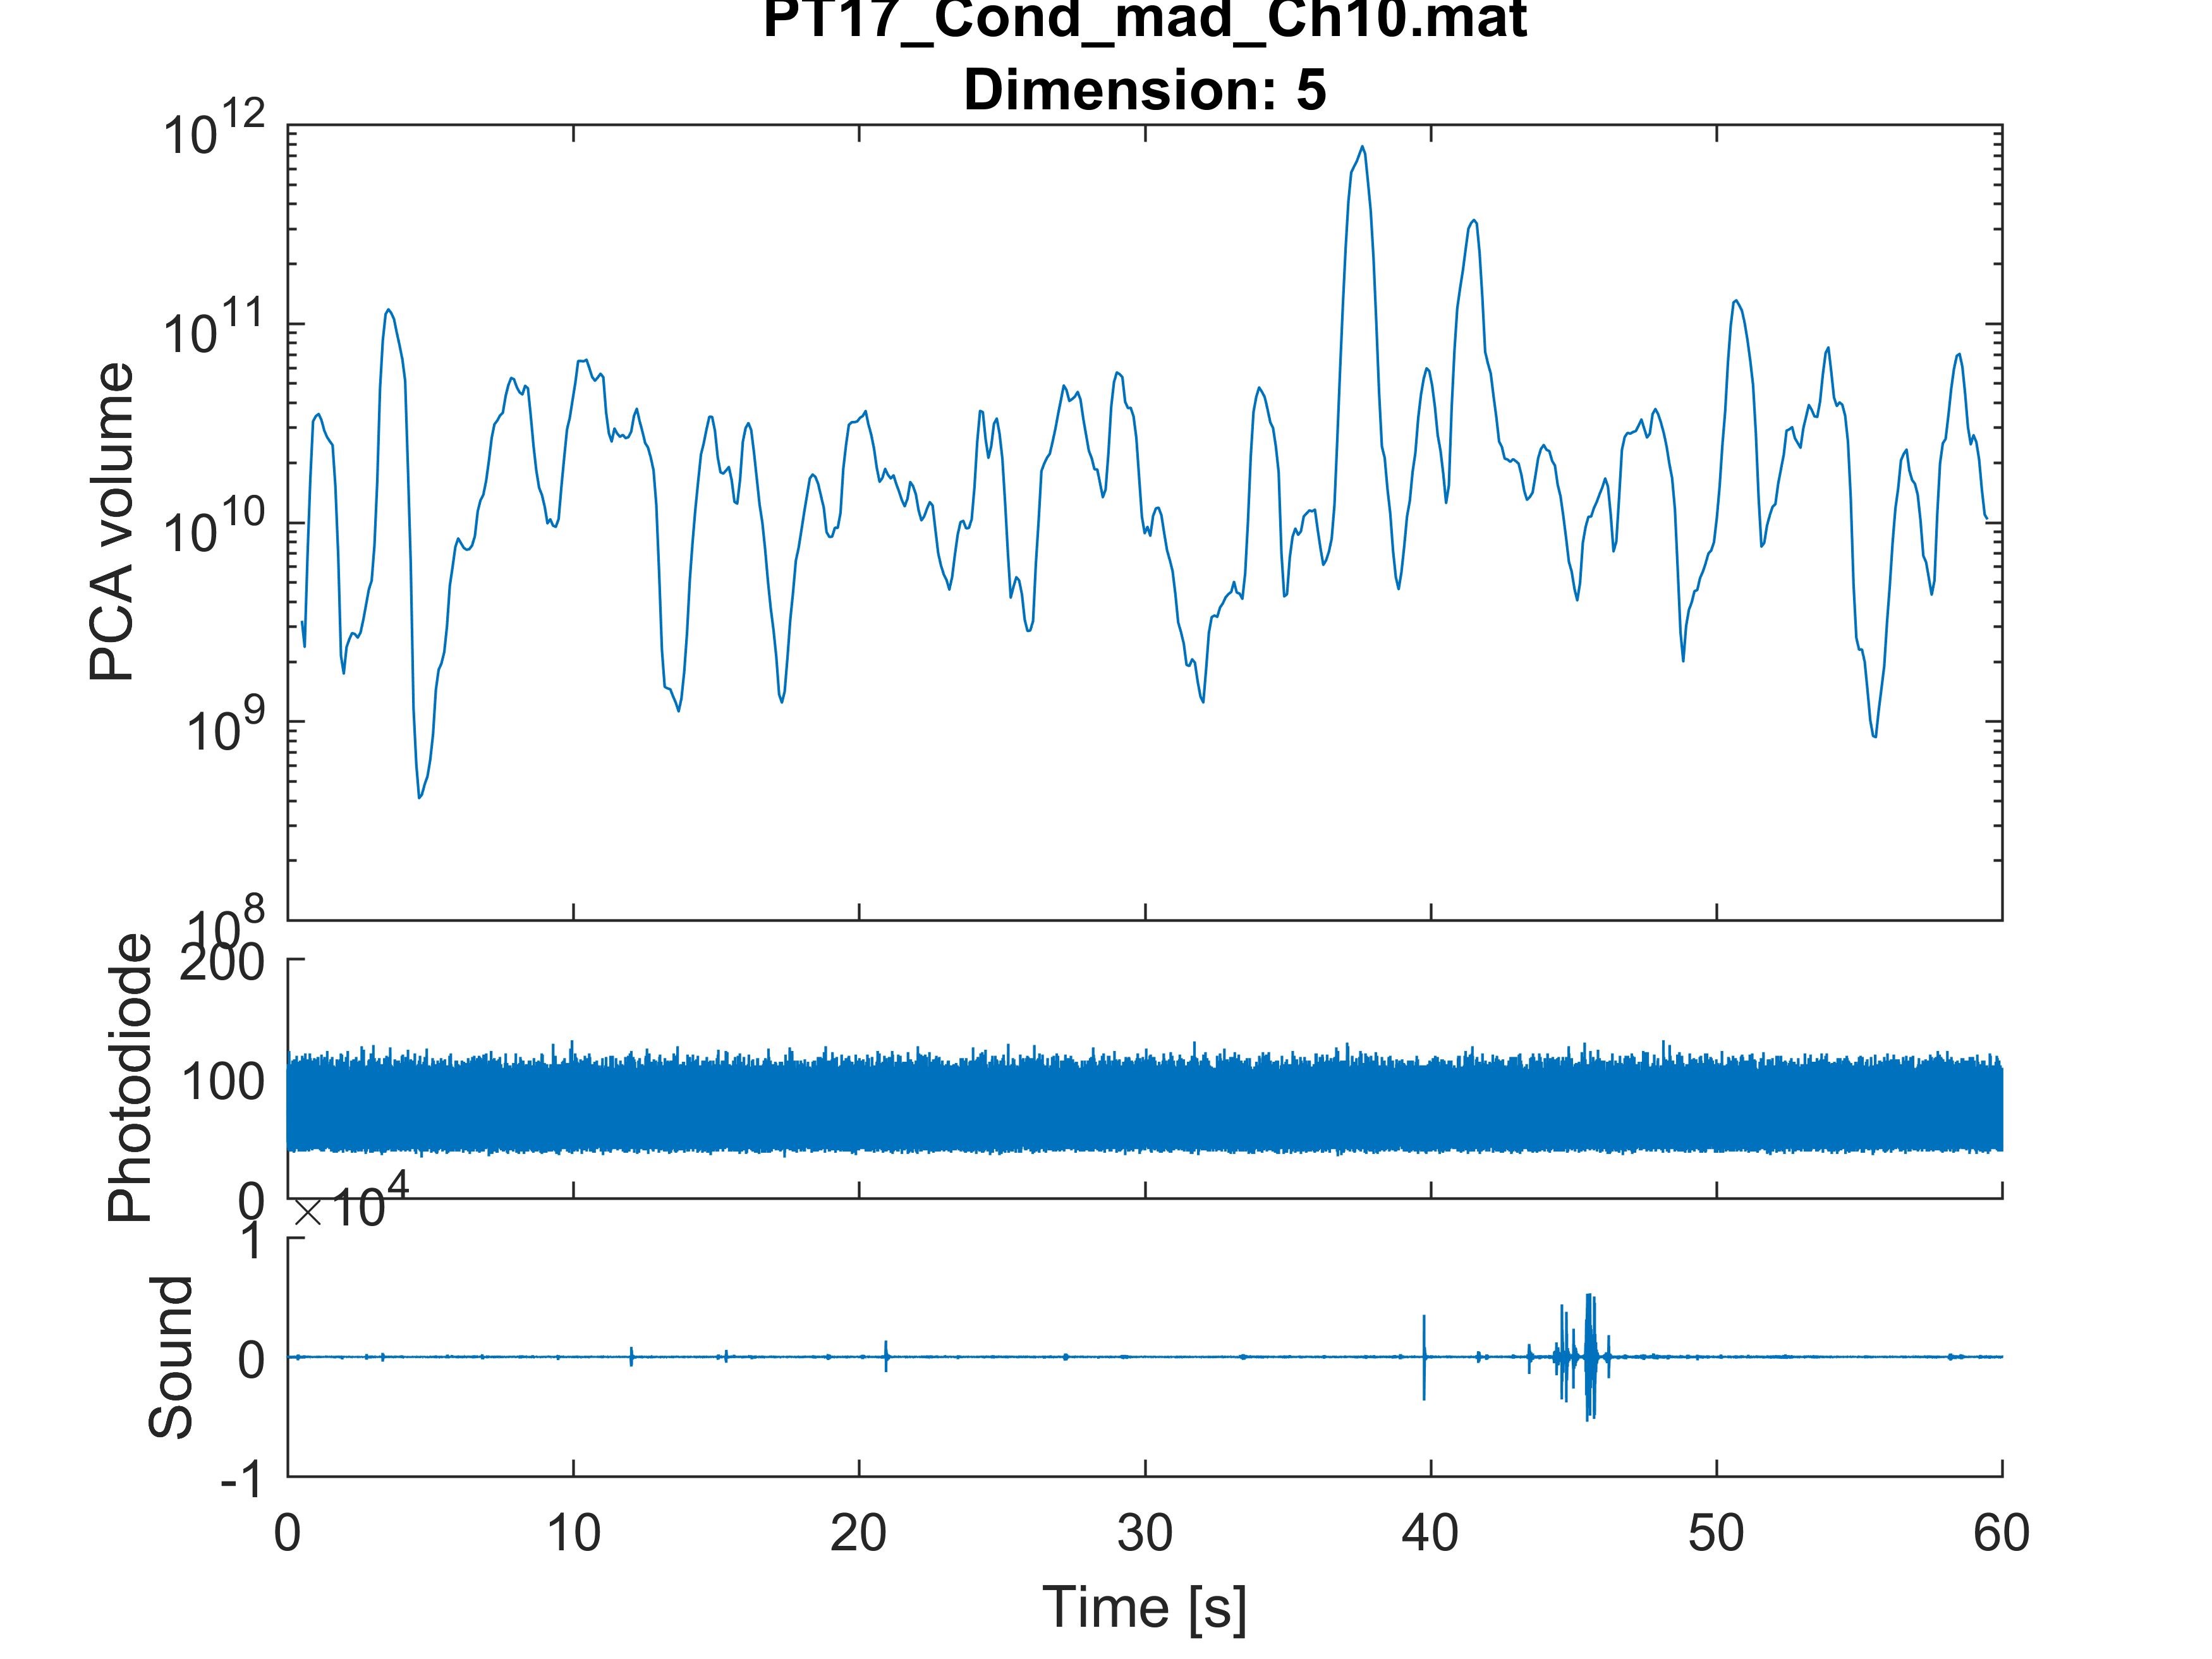 PT17_Cond_mad_Ch10.mat
Dimension: 5
10^12
10^11
10^10
10^9
10^8
PCA volume
200
100
0
Photodiode
×10^4
1
0
-1
Sound
0 10 20 30 40 50 60
Time [s]